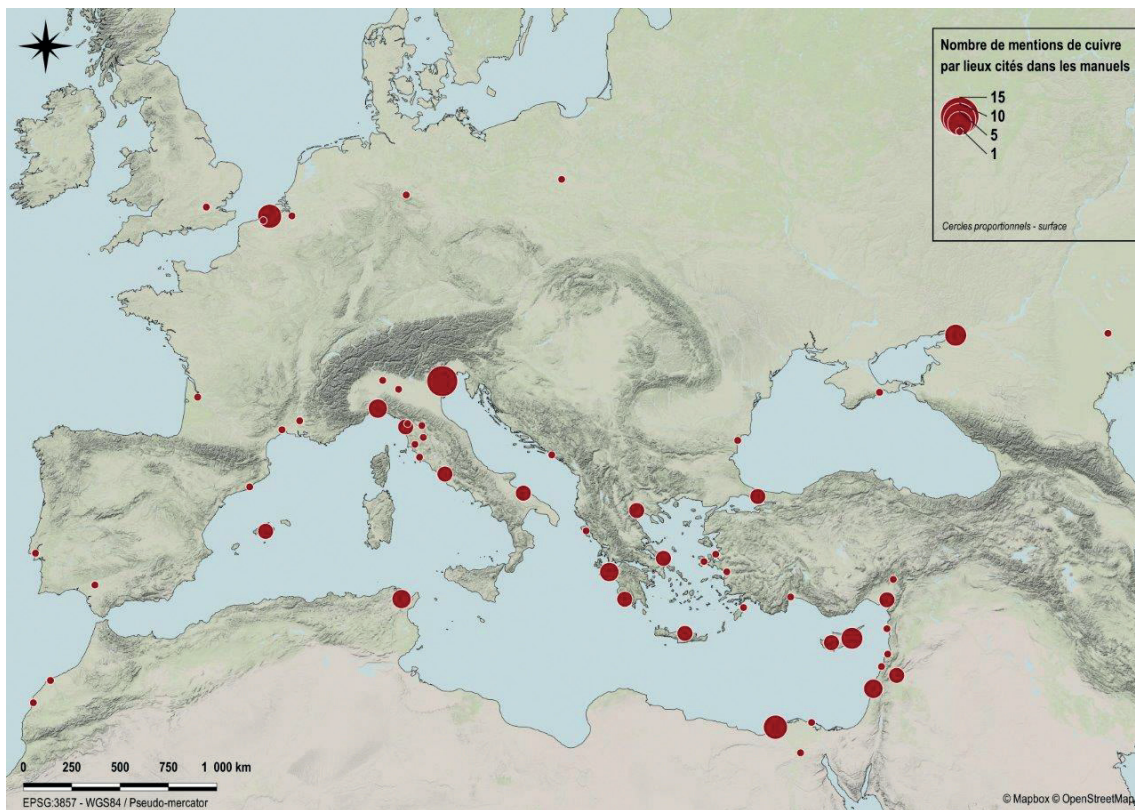 Nombre de mentions de cuivre
par lieux cités dans les manuels
15
10
5
1
Cercles proportionnels - surface
0 250 500 750 1 000 km
EPSG:3857 - WGS84 / Pseudo-mercator
© Mapbox © OpenStreetMap